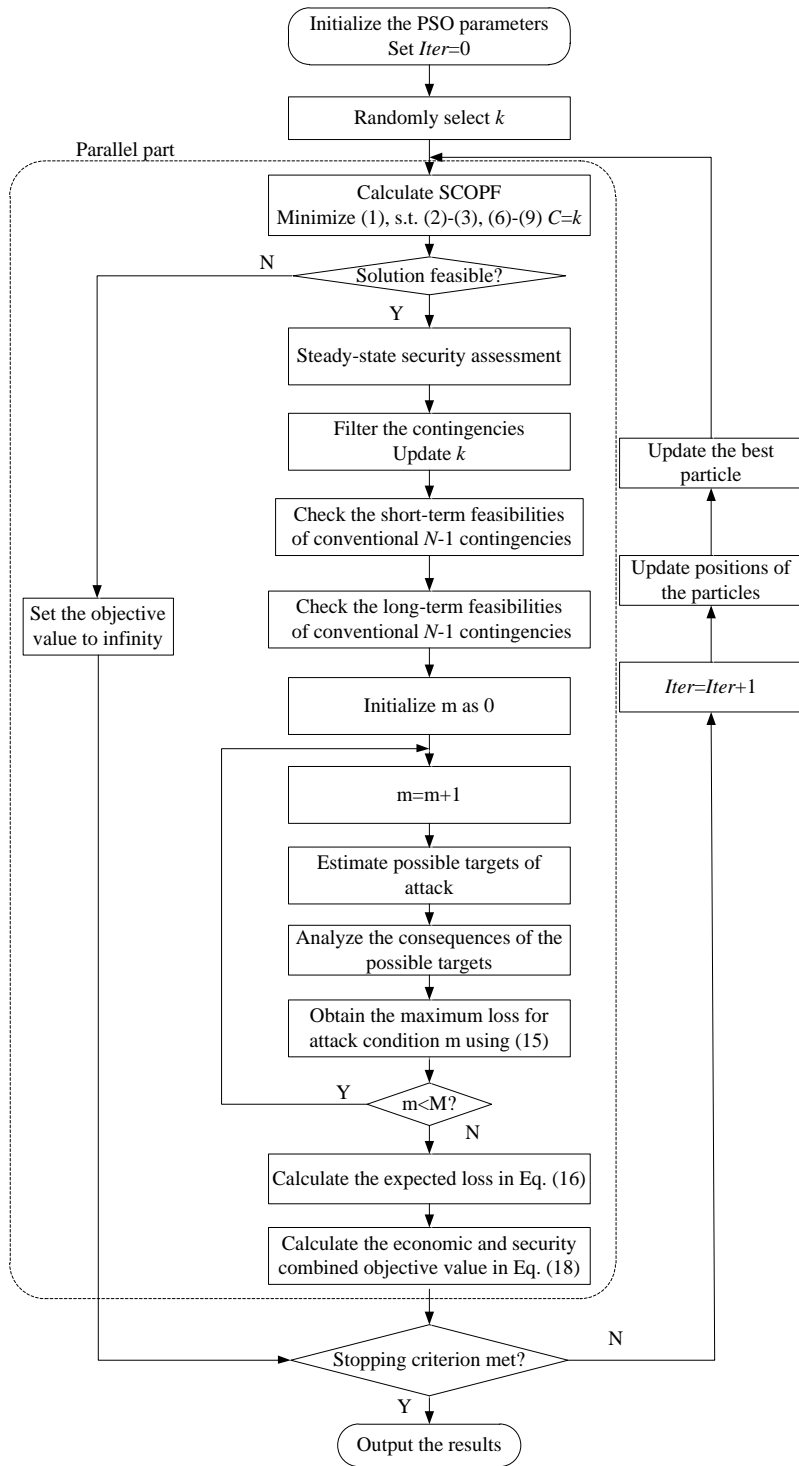 Initialize the PSO parameters
Set Iter=0
Randomly select k
Parallel part
Calculate SCOPF
Minimize (1), s.t. (2)-(3), (6)-(9) C=k
N
Solution feasible?
Y
Steady-state security assessment
Filter the contingencies
Update k
Update the best
particle
Check the short-term feasibilities
of conventional N-1 contingencies
Update positions of
the particles
Set the objective
value to infinity
Check the long-term feasibilities
of conventional N-1 contingencies
Iter=Iter+1
Initialize m as 0
m=m+1
Estimate possible targets of
attack
Analyze the consequences of the
possible targets
Obtain the maximum loss for
attack condition m using (15)
Y
m<M?
N
Calculate the expected loss in Eq. (16)
Calculate the economic and security
combined objective value in Eq. (18)
N
Stopping criterion met?
Y
Output the results